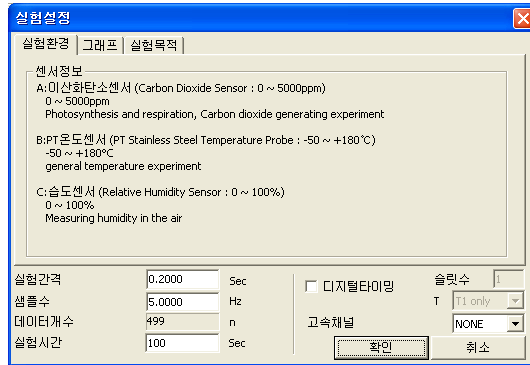 실험설정
실험환경 그래프 실험목적
센서정보
A:이산화탄소센서 (Carbon Dioxide Sensor : 0 ~ 5000ppm)
0 ~ 5000ppm
Photosynthesis and respiration, Carbon dioxide generating experiment
B:PT온도센서 (PT Stainless Steel Temperature Probe : -50 ~ +180˚C)
-50 ~ +180°C
general temperature experiment
C:습도센서 (Relative Humidity Sensor : 0 ~ 100%)
0 ~ 100%
Measuring humidity in the air
실험간격 0.2000 Sec
샘플수 5.0000 Hz
데이터개수 499 n
실험시간 100 Sec
디지털타이밍
슬릿수 1
T T1 only
고속채널 NONE
확인 취소